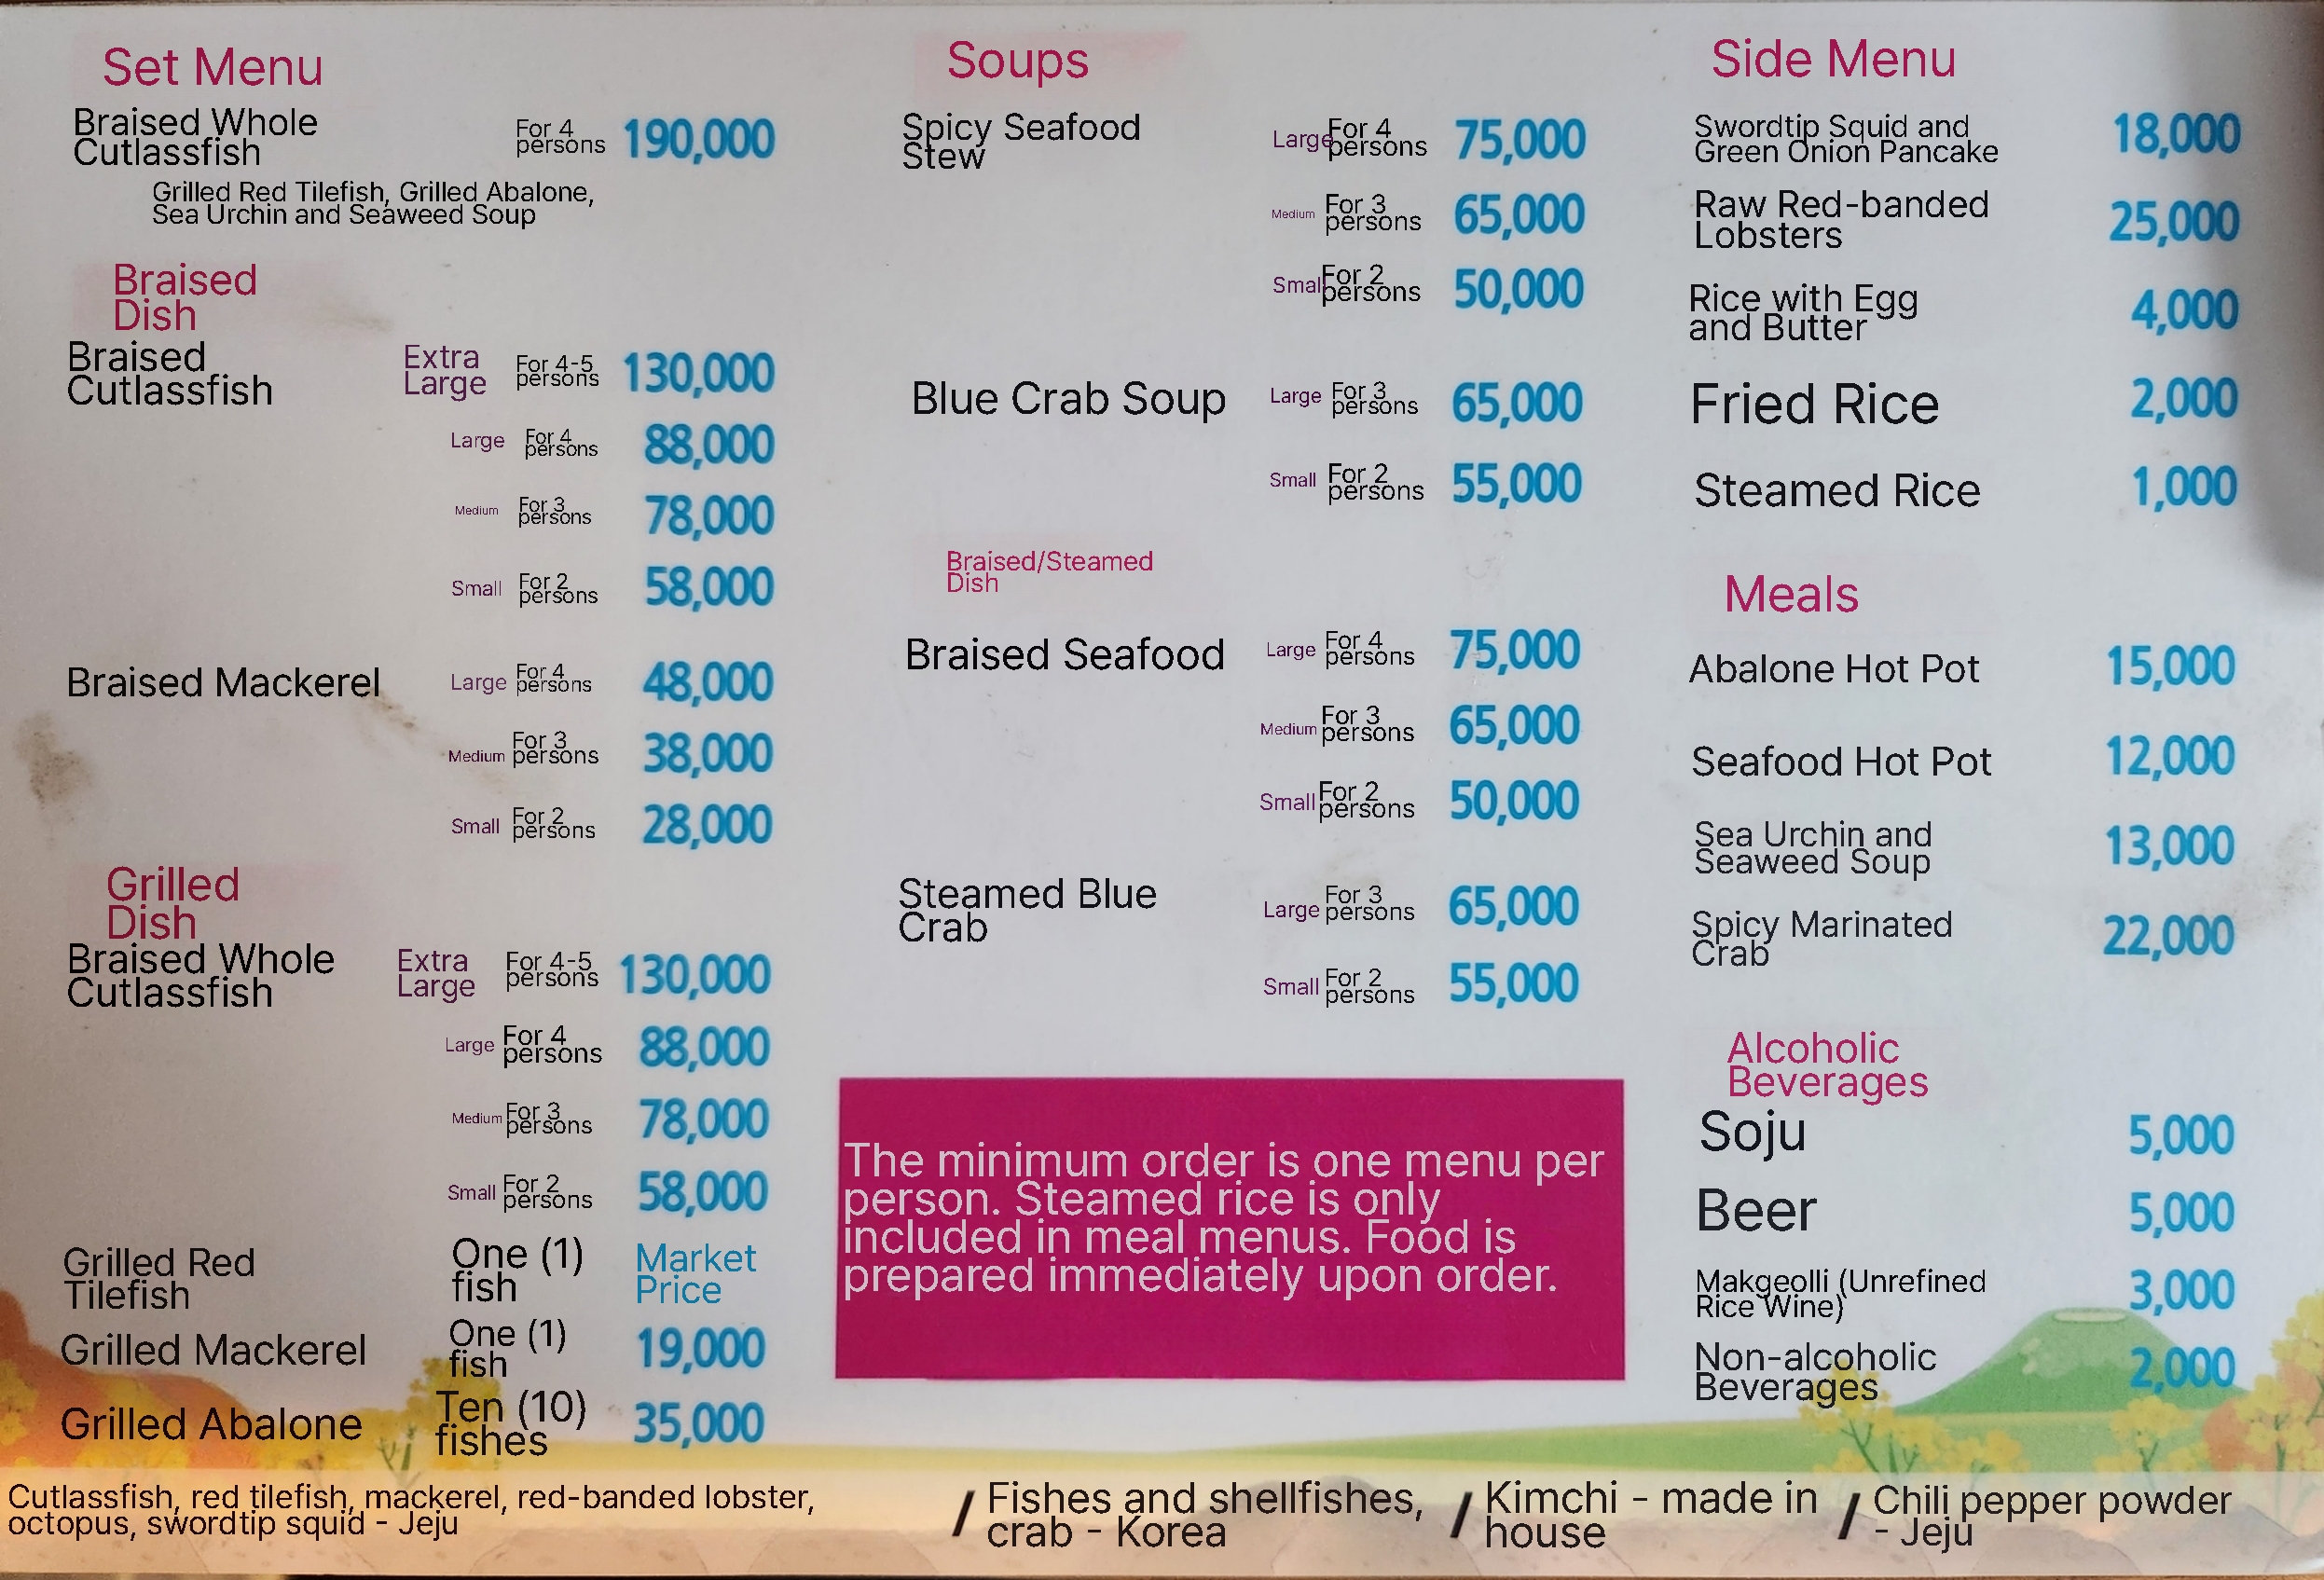 Set Menu
Braised Whole
Cutlassfish
For 4
persons
190,000
Grilled Red Tilefish, Grilled Abalone,
Sea Urchin and Seaweed Soup
Braised
Dish
Braised
Cutlassfish
Extra
Large
For 4-5
persons
130,000
Large
For 4
persons
88,000
Medium
For 3
persons
78,000
Small
For 2
persons
58,000
Braised Mackerel
Large
For 4
persons
48,000
Medium
For 3
persons
38,000
Small
For 2
persons
28,000
Grilled
Dish
Braised Whole
Cutlassfish
Extra
Large
For 4-5
persons
130,000
Large
For 4
persons
88,000
Medium
For 3
persons
78,000
Small
For 2
persons
58,000
Grilled Red
Tilefish
One (1)
fish
Market
Price
Grilled Mackerel
One (1)
fish
19,000
Grilled Abalone
Ten (10)
fishes
35,000
Soups
Spicy Seafood
Stew
Large
For 4
persons
75,000
Medium
For 3
persons
65,000
Small
For 2
persons
50,000
Blue Crab Soup
Large
For 3
persons
65,000
Small
For 2
persons
55,000
Braised/Steamed
Dish
Braised Seafood
Large
For 4
persons
75,000
Medium
For 3
persons
65,000
Small
For 2
persons
50,000
Steamed Blue
Crab
Large
For 3
persons
65,000
Small
For 2
persons
55,000
The minimum order is one menu per
person. Steamed rice is only
included in meal menus. Food is
prepared immediately upon order.
Side Menu
Swordtip Squid and
Green Onion Pancake
18,000
Raw Red-banded
Lobsters
25,000
Rice with Egg
and Butter
4,000
Fried Rice
2,000
Steamed Rice
1,000
Meals
Abalone Hot Pot
15,000
Seafood Hot Pot
12,000
Sea Urchin and
Seaweed Soup
13,000
Spicy Marinated
Crab
22,000
Alcoholic
Beverages
Soju
5,000
Beer
5,000
Makgeolli (Unrefined
Rice Wine)
3,000
Non-alcoholic
Beverages
2,000
Cutlassfish, red tilefish, mackerel, red-banded lobster,
octopus, swordtip squid - Jeju
/ Fishes and shellfishes,
crab - Korea
/ Kimchi - made in
house
/ Chili pepper powder
- Jeju